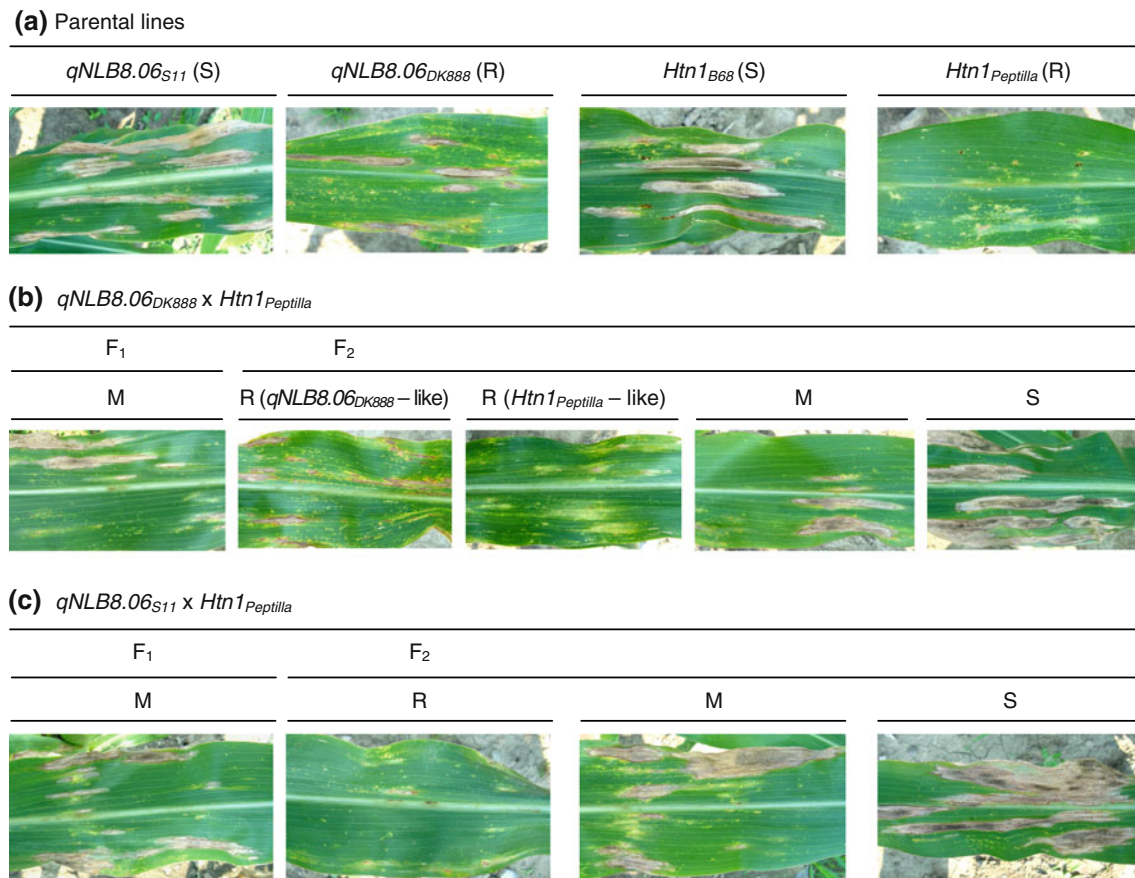 (a) Parental lines
qNLB8.06S11 (S) qNLB8.06DK888 (R) Htn1B68 (S) Htn1Peptilla (R)
(b) qNLB8.06DK888 x Htn1Peptilla
F1 F2
M R (qNLB8.06DK888 – like) R (Htn1Peptilla – like) M S
(c) qNLB8.06S11 x Htn1Peptilla
F1 F2
M R M S